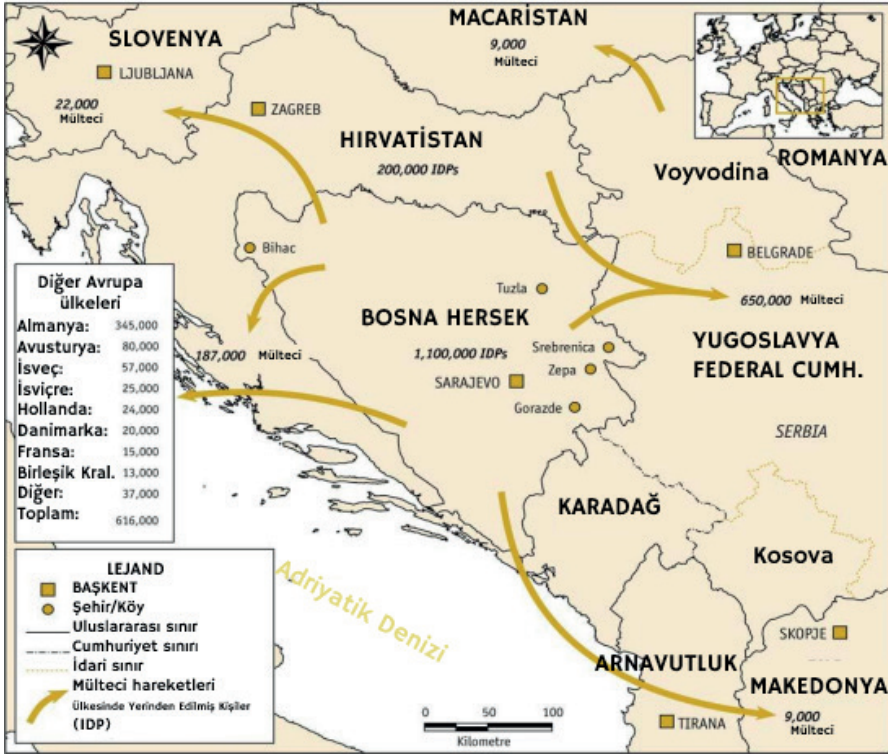 MACARİSTAN
9,000
Mülteci
SLOVENYA
LJUBLJANA
22,000
Mülteci
ZAGREB
HIRVATİSTAN
200,000 IDPs
Voyvodina
ROMANYA
BELGRADE
650,000 Mülteci
Bihac
Tuzla
BOSNA HERSEK
1,100,000 IDPs
Srebrenica
Zepa
SARAJEVO
Gorazde
187,000 Mülteci
YUGOSLAVYA
FEDERAL CUMH.
SERBIA
KARADAĞ
Kosova
SKOPJE
ARNAVUTLUK
MAKEDONYA
9,000
Mülteci
TIRANA
Adriyatik Denizi
Diğer Avrupa
ülkeleri
Almanya: 345,000
Avusturya: 80,000
İsveç: 57,000
İsviçre: 25,000
Hollanda: 24,000
Danimarka: 20,000
Fransa: 15,000
Birleşik Kral. 13,000
Diğer: 37,000
Toplam: 616,000
LEJAND
BAŞKENT
Şehir/Köy
Uluslararası sınır
Cumhuriyet sınırı
İdari sınır
Mülteci hareketleri
Ülkesinde Yerinden Edilmiş Kişiler
(IDP)
0 50 100
Kilometre